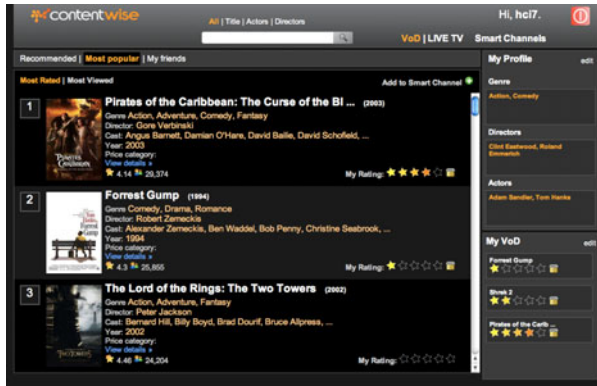 contentwise
All | Title | Actors | Directors
Hi, hci7.
VoD | LIVE TV Smart Channels
Recommended | Most popular | My friends
Most Rated | Most Viewed
Add to Smart Channel
1
Pirates of the Caribbean: The Curse of the Bl ... (2003)
Genre Action, Adventure, Comedy, Fantasy
Director: Gore Verbinski
Cast: Angus Barnett, Damian O'Hare, David Bailie, David Schofield, ...
Year: 2003
Price category:
View details »
4.14 29,374
My Rating:
2
Forrest Gump (1994)
Genre Comedy, Drama, Romance
Director: Robert Zemeckis
Cast: Alexander Zemeckis, Ben Waddel, Bob Penny, Christine Seabrook, ...
Year: 1994
Price category:
View details »
4.3 25,855
My Rating:
3
The Lord of the Rings: The Two Towers (2002)
Genre Action, Adventure, Fantasy
Director: Peter Jackson
Cast: Bernard Hill, Billy Boyd, Brad Dourif, Bruce Allpress, ...
Year: 2002
Price category:
View details »
4.46 24,204
My Rating:
My Profile edit
Genre
Action, Comedy
Directors
Clint Eastwood, Roland
Emmerich
Actors
Adam Sandler, Tom Hanks
My VoD edit
Forrest Gump
Shrek 2
Pirates of the Carib ...